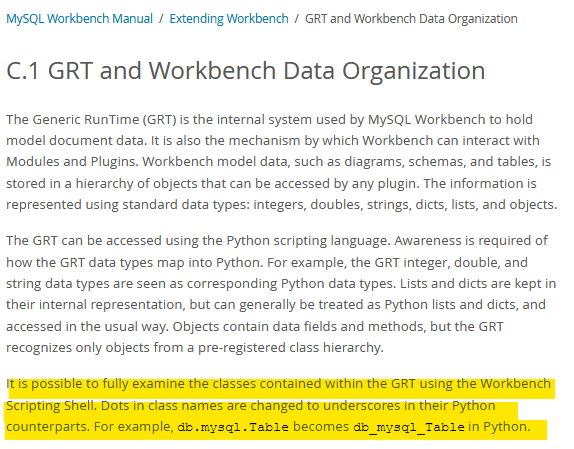 MySQL Workbench Manual / Extending Workbench / GRT and Workbench Data Organization
C.1 GRT and Workbench Data Organization
The Generic RunTime (GRT) is the internal system used by MySQL Workbench to hold
model document data. It is also the mechanism by which Workbench can interact with
Modules and Plugins. Workbench model data, such as diagrams, schemas, and tables, is
stored in a hierarchy of objects that can be accessed by any plugin. The information is
represented using standard data types: integers, doubles, strings, dicts, lists, and objects.
The GRT can be accessed using the Python scripting language. Awareness is required of
how the GRT data types map into Python. For example, the GRT integer, double, and
string data types are seen as corresponding Python data types. Lists and dicts are kept in
their internal representation, but can generally be treated as Python lists and dicts, and
accessed in the usual way. Objects contain data fields and methods, but the GRT
recognizes only objects from a pre-registered class hierarchy.
It is possible to fully examine the classes contained within the GRT using the Workbench
Scripting Shell. Dots in class names are changed to underscores in their Python
counterparts. For example, db.mysql.Table becomes db_mysql_Table in Python.